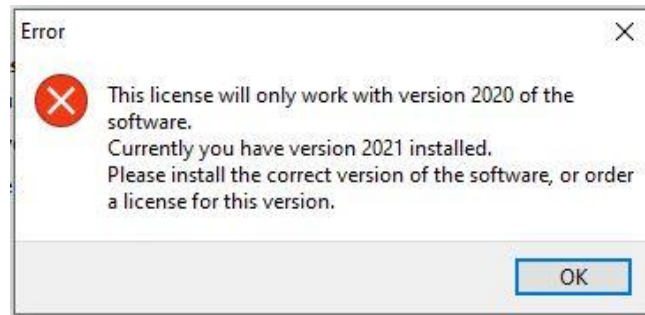 Error
This license will only work with version 2020 of the
software.
Currently you have version 2021 installed.
Please install the correct version of the software, or order
a license for this version.
OK